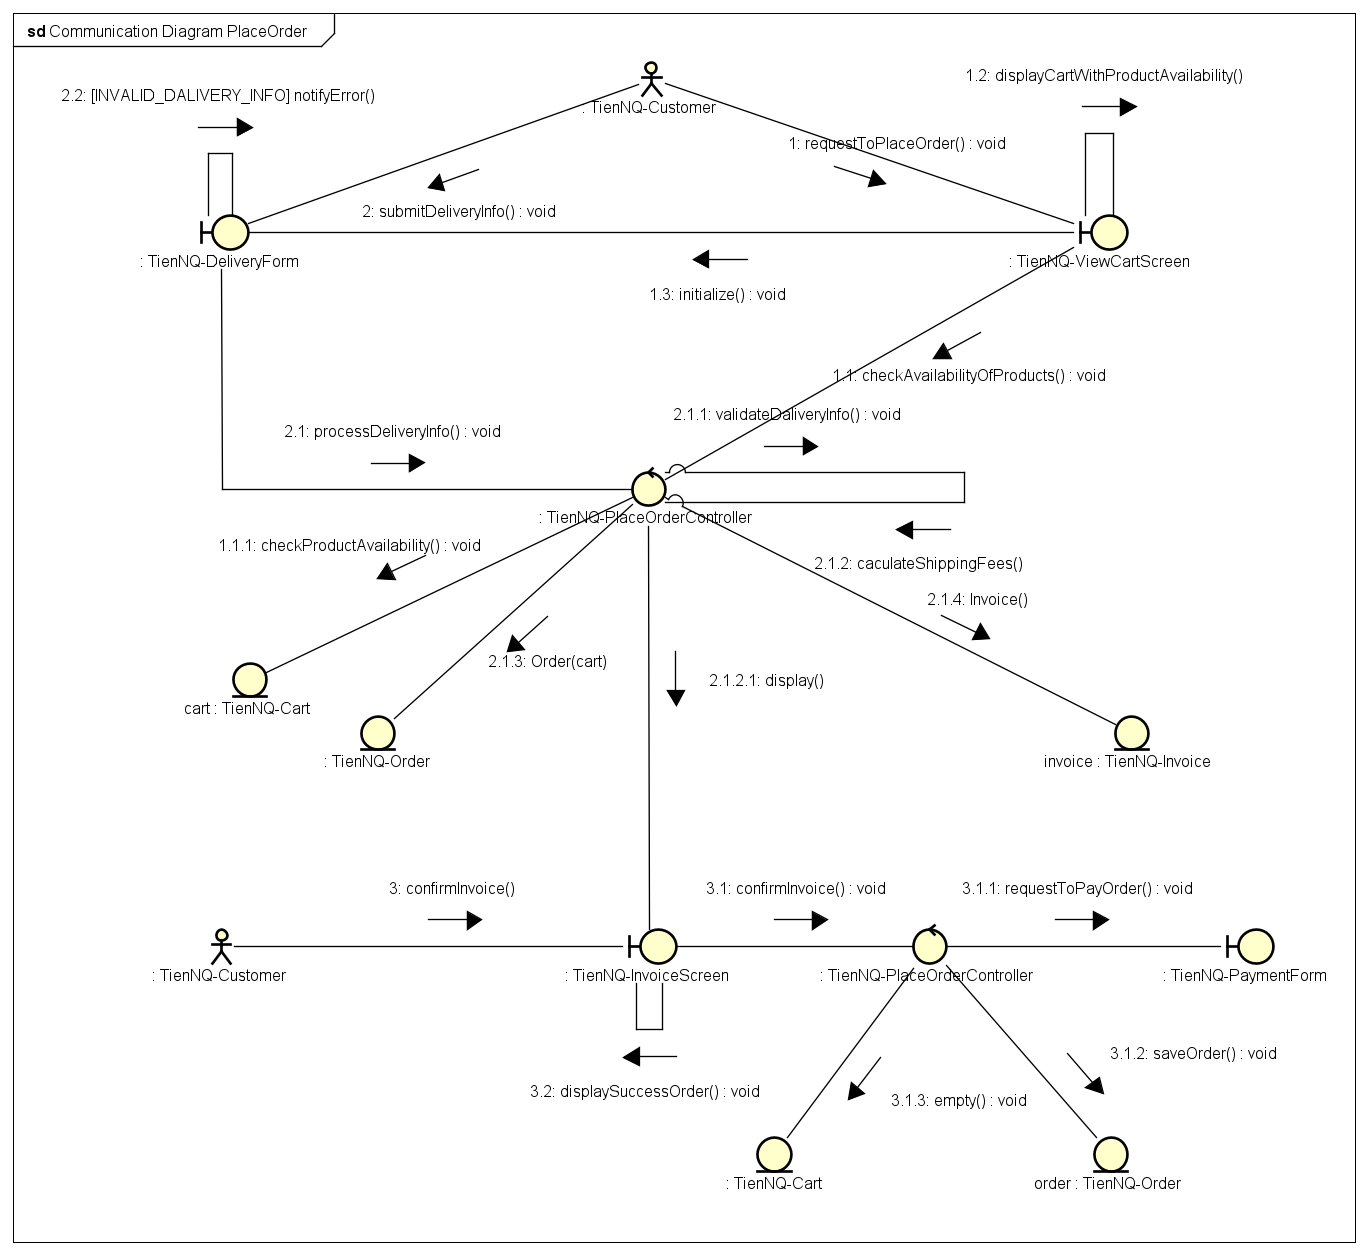 sd Communication Diagram PlaceOrder
1.2: displayCartWithProductAvailability()
2.2: [INVALID_DALIVERY_INFO] notifyError()
: TienNQ-Customer
1: requestToPlaceOrder() : void
2: submitDeliveryInfo() : void
: TienNQ-DeliveryForm
: TienNQ-ViewCartScreen
1.3: initialize() : void
1.1: checkAvailabilityOfProducts() : void
2.1.1: validateDaliveryInfo() : void
2.1: processDeliveryInfo() : void
: TienNQ-PlaceOrderController
1.1.1: checkProductAvailability() : void
2.1.2: caculateShippingFees()
2.1.4: Invoice()
2.1.3: Order(cart)
2.1.2.1: display()
cart : TienNQ-Cart
: TienNQ-Order
invoice : TienNQ-Invoice
3: confirmInvoice()
3.1: confirmInvoice() : void
3.1.1: requestToPayOrder() : void
: TienNQ-Customer
: TienNQ-InvoiceScreen
: TienNQ-PlaceOrderController
: TienNQ-PaymentForm
3.1.2: saveOrder() : void
3.2: displaySuccessOrder() : void
3.1.3: empty() : void
: TienNQ-Cart
order : TienNQ-Order